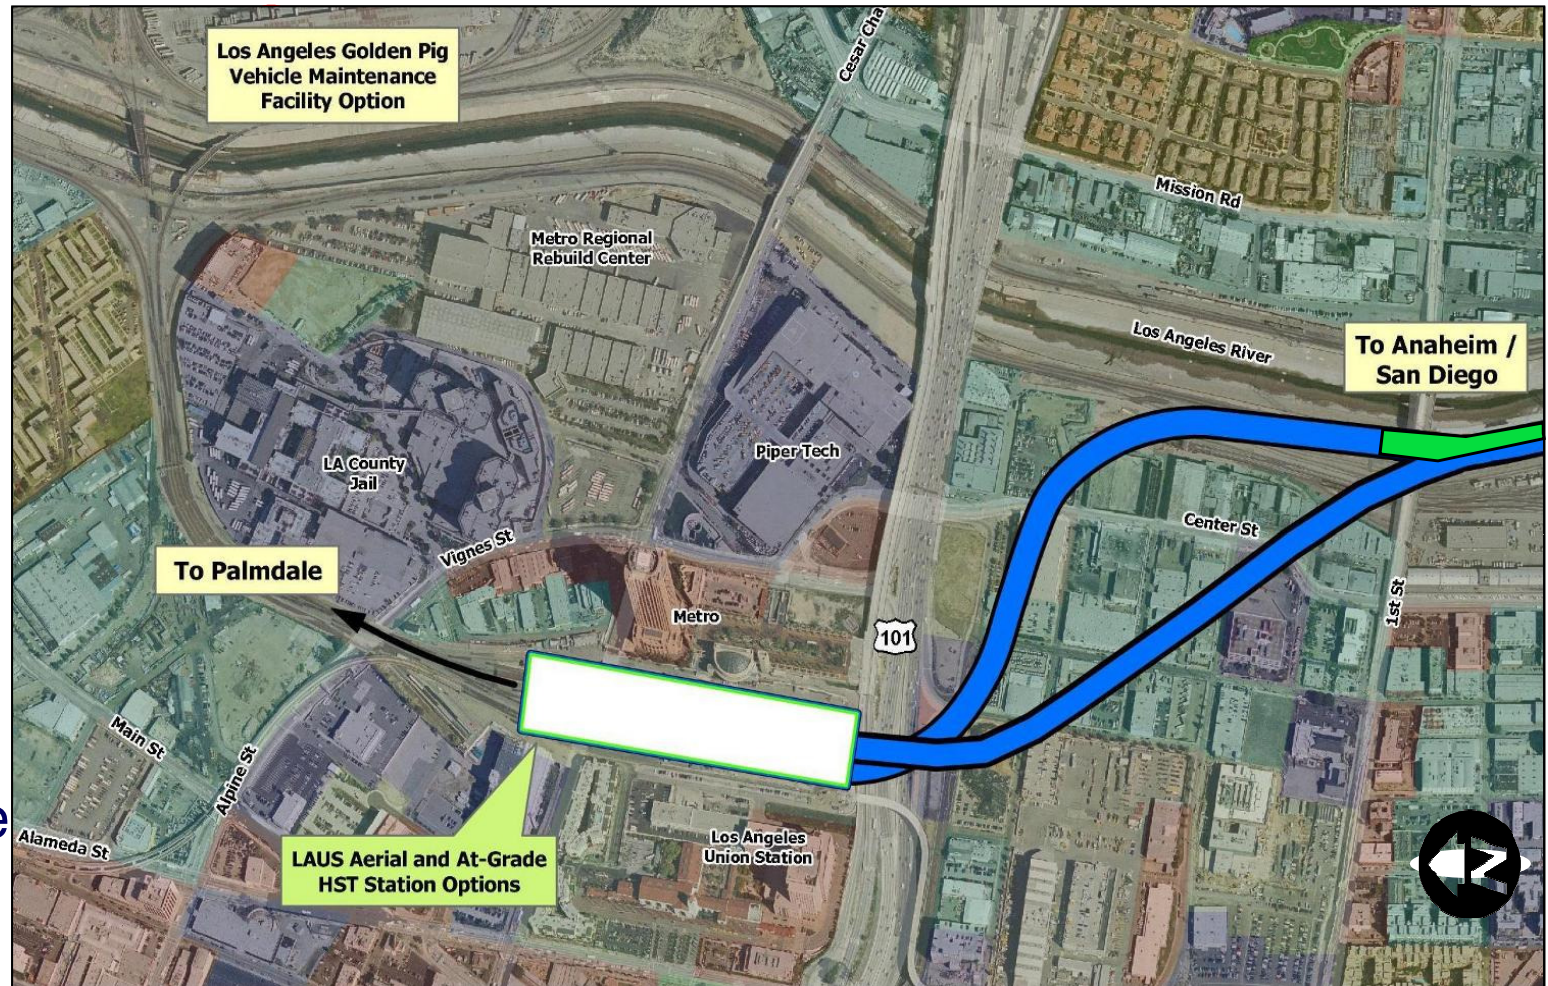 Los Angeles Golden Pig
Vehicle Maintenance
Facility Option
Cesar Cha
Mission Rd
Metro Regional
Rebuild Center
Los Angeles River
To Anaheim /
San Diego
Piper Tech
LA County
Jail
Center St
Vignes St
To Palmdale
1st St
Metro
101
Main St
Alpine St
e
Alameda St
LAUS Aerial and At-Grade
HST Station Options
Los Angeles
Union Station
N